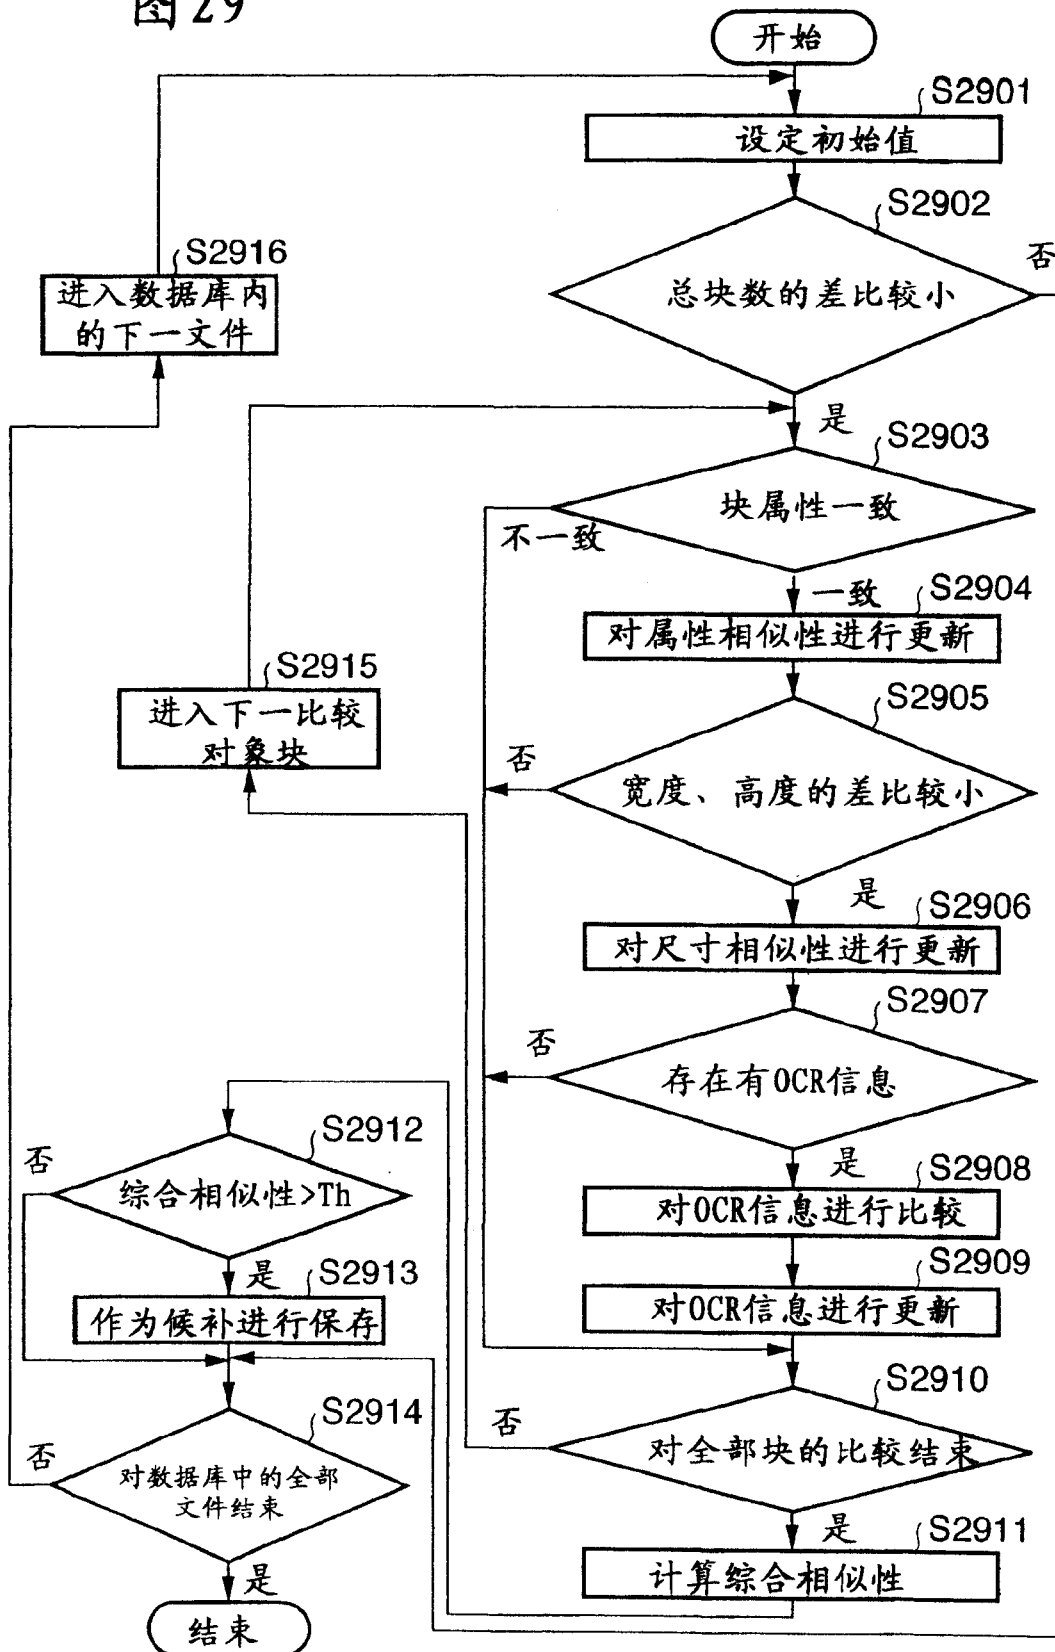 图29
开始
S2901
设定初始值
S2902
总块数的差比较小
否
是
S2916
进入数据库内
的下一文件
S2903
块属性一致
不一致
一致
S2904
对属性相似性进行更新
S2915
进入下一比较
对象块
S2905
宽度、高度的差比较小
否
是
S2906
对尺寸相似性进行更新
S2907
存在有OCR信息
否
是
S2908
对OCR信息进行比较
S2909
对OCR信息进行更新
S2910
对全部块的比较结束
否
是
S2911
计算综合相似性
S2912
综合相似性>Th
否
是
S2913
作为候补进行保存
S2914
对数据库中的全部
文件结束
否
是
结束